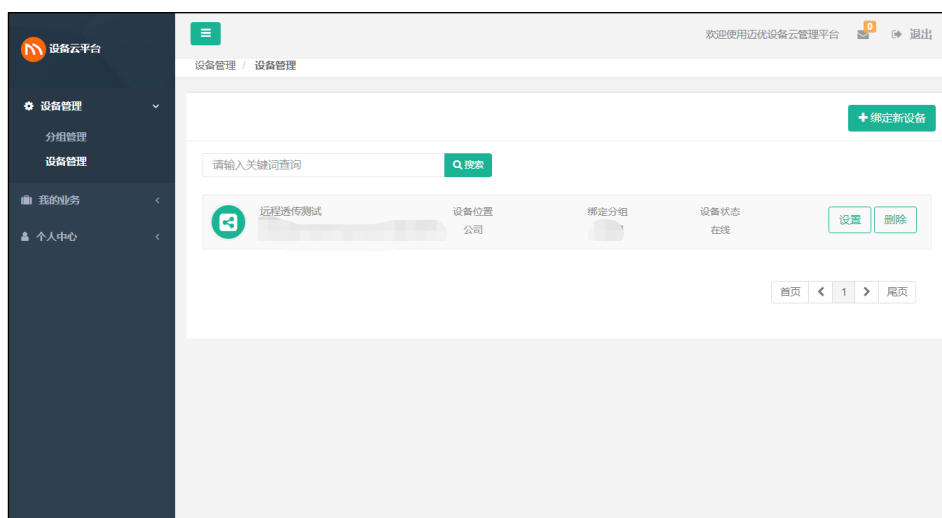 设备云平台
欢迎使用迈优设备云管理平台
0
退出
设备管理 / 设备管理
设备管理
分组管理
设备管理
我的业务
个人中心
绑定新设备
请输入关键词查询
搜索
远程透传测试
设备位置
公司
绑定分组
设备状态
在线
设置
删除
首页
1
尾页